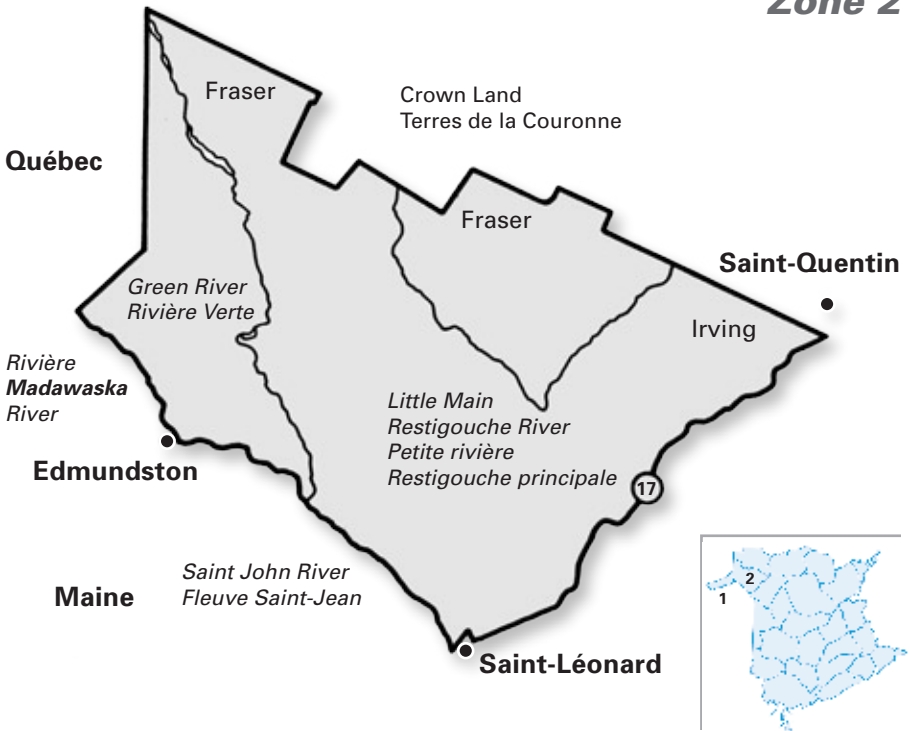 Zone 2
Fraser
Crown Land
Terres de la Couronne
Québec
Fraser
Saint-Quentin
Green River
Rivière Verte
Irving
Rivière
Madawaska
River
Little Main
Restigouche River
Petite rivière
Restigouche principale
Edmundston
17
Saint John River
Fleuve Saint-Jean
Maine
Saint-Léonard
2
1